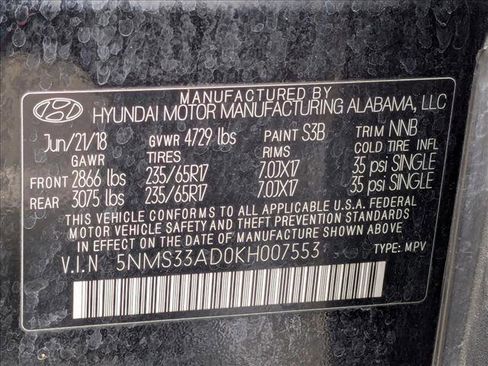 MANUFACTURED BY
HYUNDAI MOTOR MANUFACTURING ALABAMA, LLC
Jun/21/18 GVWR 4729 lbs PAINT S3B TRIM NNB
GAWR TIRES RIMS COLD TIRE INFL
FRONT 2866 lbs 235/65R17 7.0JX17 35 psi SINGLE
REAR 3075 lbs 235/65R17 7.0JX17 35 psi SINGLE
THIS VEHICLE CONFORMS TO ALL APPLICABLE U.S.A. FEDERAL
MOTOR VEHICLE SAFETY AND THEFT PREVENTION STANDARDS
IN EFFECT ON THE DATE OF MANUFACTURE SHOWN ABOVE.
V.I.N 5NMS33AD0KH007553 TYPE: MPV